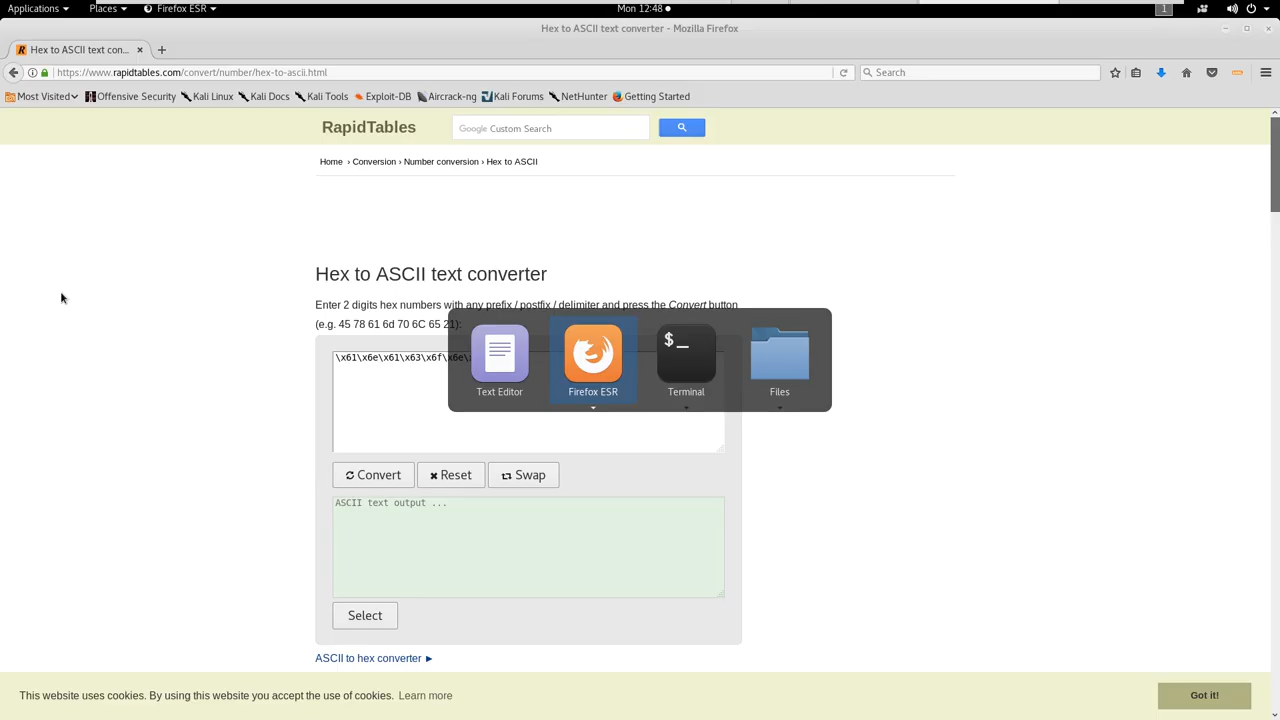 Applications Places Firefox ESR Mon 12:48 1
Hex to ASCII text converter - Mozilla Firefox
Hex to ASCII text con...
https://www.rapidtables.com/convert/number/hex-to-ascii.html Search
Most Visited Offensive Security Kali Linux Kali Docs Kali Tools Exploit-DB Aircrack-ng Kali Forums NetHunter Getting Started
RapidTables Google Custom Search
Home › Conversion › Number conversion › Hex to ASCII
Hex to ASCII text converter
Enter 2 digits hex numbers with any prefix / postfix / delimiter and press the Convert button
(e.g. 45 78 61 6d 70 6C 65 21):
\x61\x6e\x61\x63\x6f\x6e\
$_
Text Editor Firefox ESR Terminal Files
Convert Reset Swap
ASCII text output ...
Select
ASCII to hex converter ►
This website uses cookies. By using this website you accept the use of cookies. Learn more Got it!